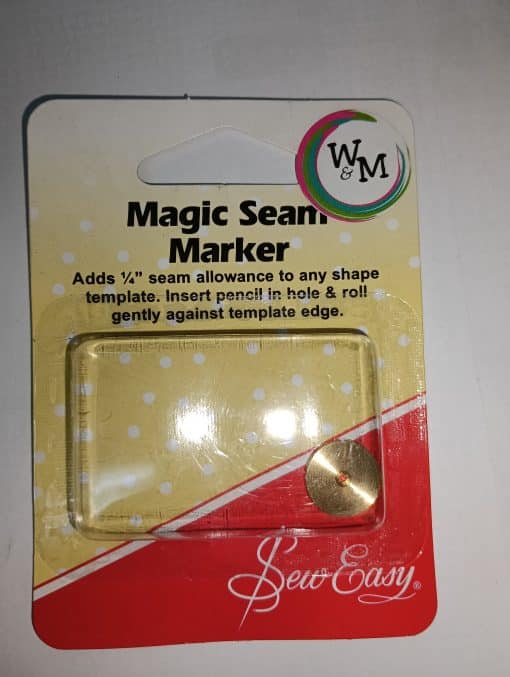 W
& M
Magic Seam
Marker
Adds ¼" seam allowance to any shape
template. Insert pencil in hole & roll
gently against template edge.
Sew Easy®